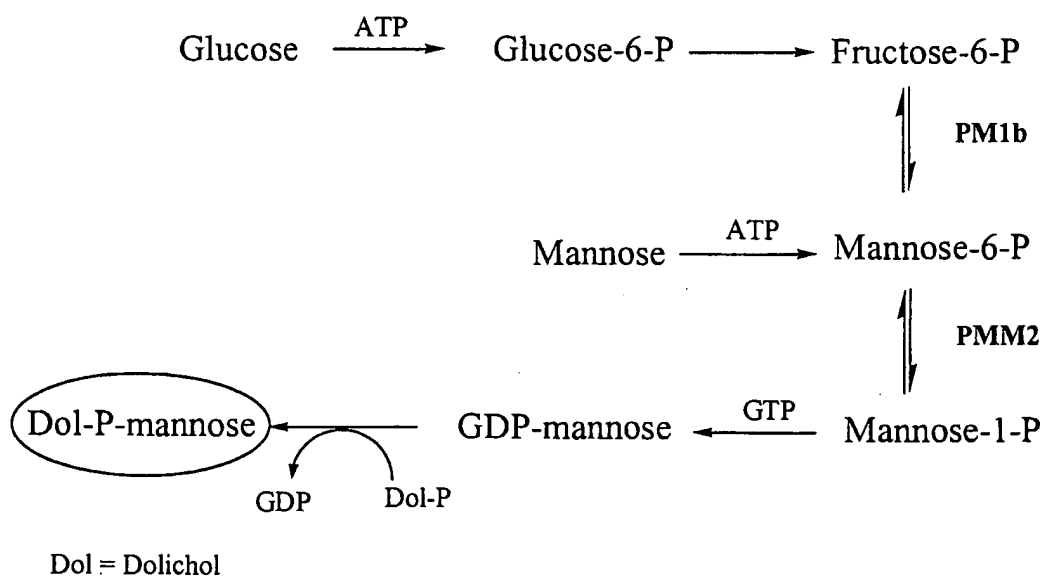 ATP
Glucose Glucose-6-P Fructose-6-P
PM1b
ATP
Mannose Mannose-6-P
PMM2
GTP
Dol-P-mannose GDP-mannose Mannose-1-P
GDP Dol-P
Dol = Dolichol